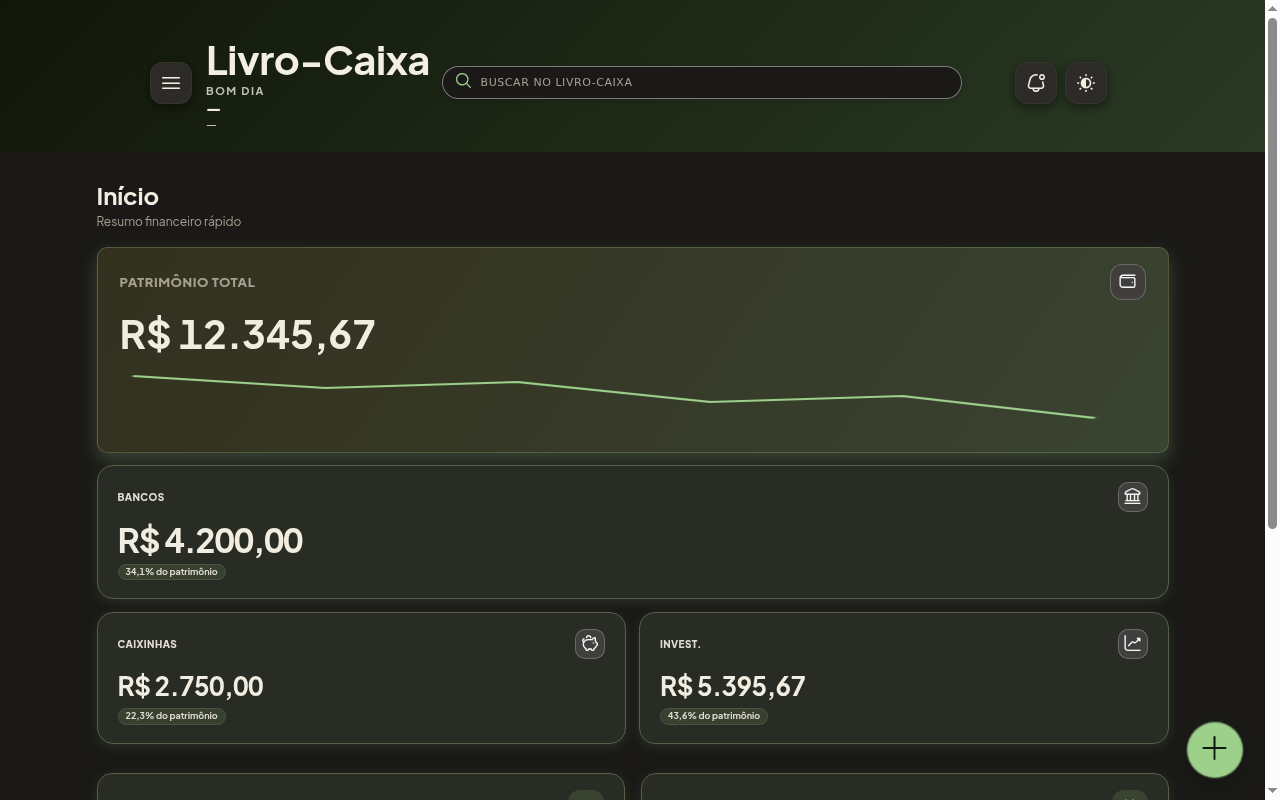 Livro-Caixa
BOM DIA
—
—
BUSCAR NO LIVRO-CAIXA
Início
Resumo financeiro rápido
PATRIMÔNIO TOTAL
R$ 12.345,67
BANCOS
R$ 4.200,00
34,1% do patrimônio
CAIXINHAS
R$ 2.750,00
22,3% do patrimônio
INVEST.
R$ 5.395,67
43,6% do patrimônio